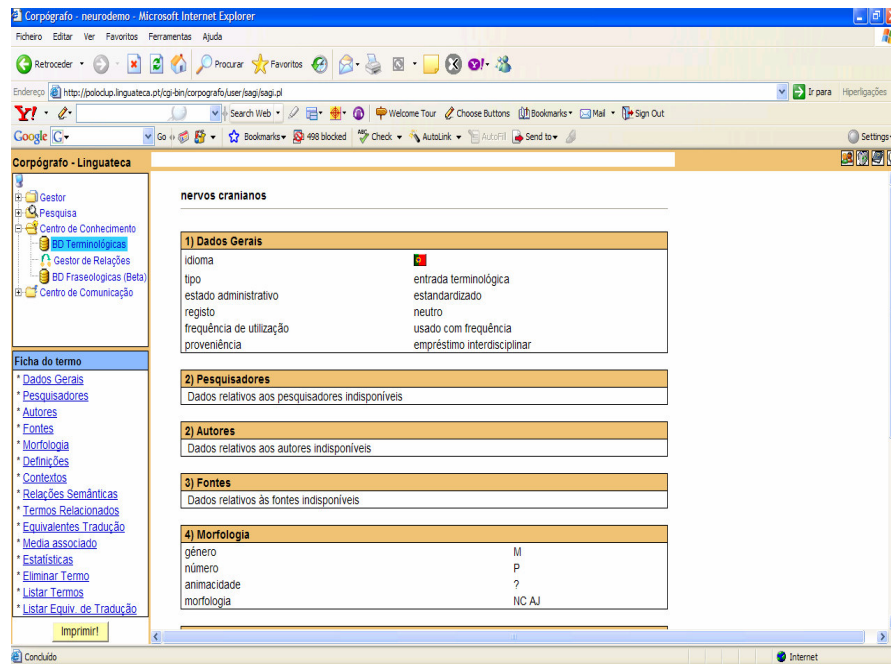 Corpógrafo - neurodemo - Microsoft Internet Explorer
Ficheiro Editar Ver Favoritos Ferramentas Ajuda
Retroceder Procurar Favoritos
Endereço http://poloclup.linguateca.pt/cgi-bin/corpografo/user/sagi/sagi.pl Ir para Hiperligações
Y! Search Web Welcome Tour Choose Buttons Bookmarks Mail Sign Out
Google G Go Bookmarks 498 blocked Check AutoLink AutoFill Send to Settings
Corpógrafo - Linguateca
Gestor
Pesquisa
Centro de Conhecimento
BD Terminológicas
Gestor de Relações
BD Fraseologicas (Beta)
Centro de Comunicação
Ficha do termo
* Dados Gerais
* Pesquisadores
* Autores
* Fontes
* Morfologia
* Definições
* Contextos
* Relações Semânticas
* Termos Relacionados
* Equivalentes Tradução
* Media associado
* Estatísticas
* Eliminar Termo
* Listar Termos
* Listar Equiv. de Tradução
Imprimir!
nervos cranianos
1) Dados Gerais
idioma
tipo entrada terminológica
estado administrativo estandardizado
registo neutro
frequência de utilização usado com frequência
proveniência empréstimo interdisciplinar
2) Pesquisadores
Dados relativos aos pesquisadores indisponíveis
2) Autores
Dados relativos aos autores indisponíveis
3) Fontes
Dados relativos às fontes indisponíveis
4) Morfologia
género M
número P
animacidade ?
morfologia NC AJ
Concluído Internet